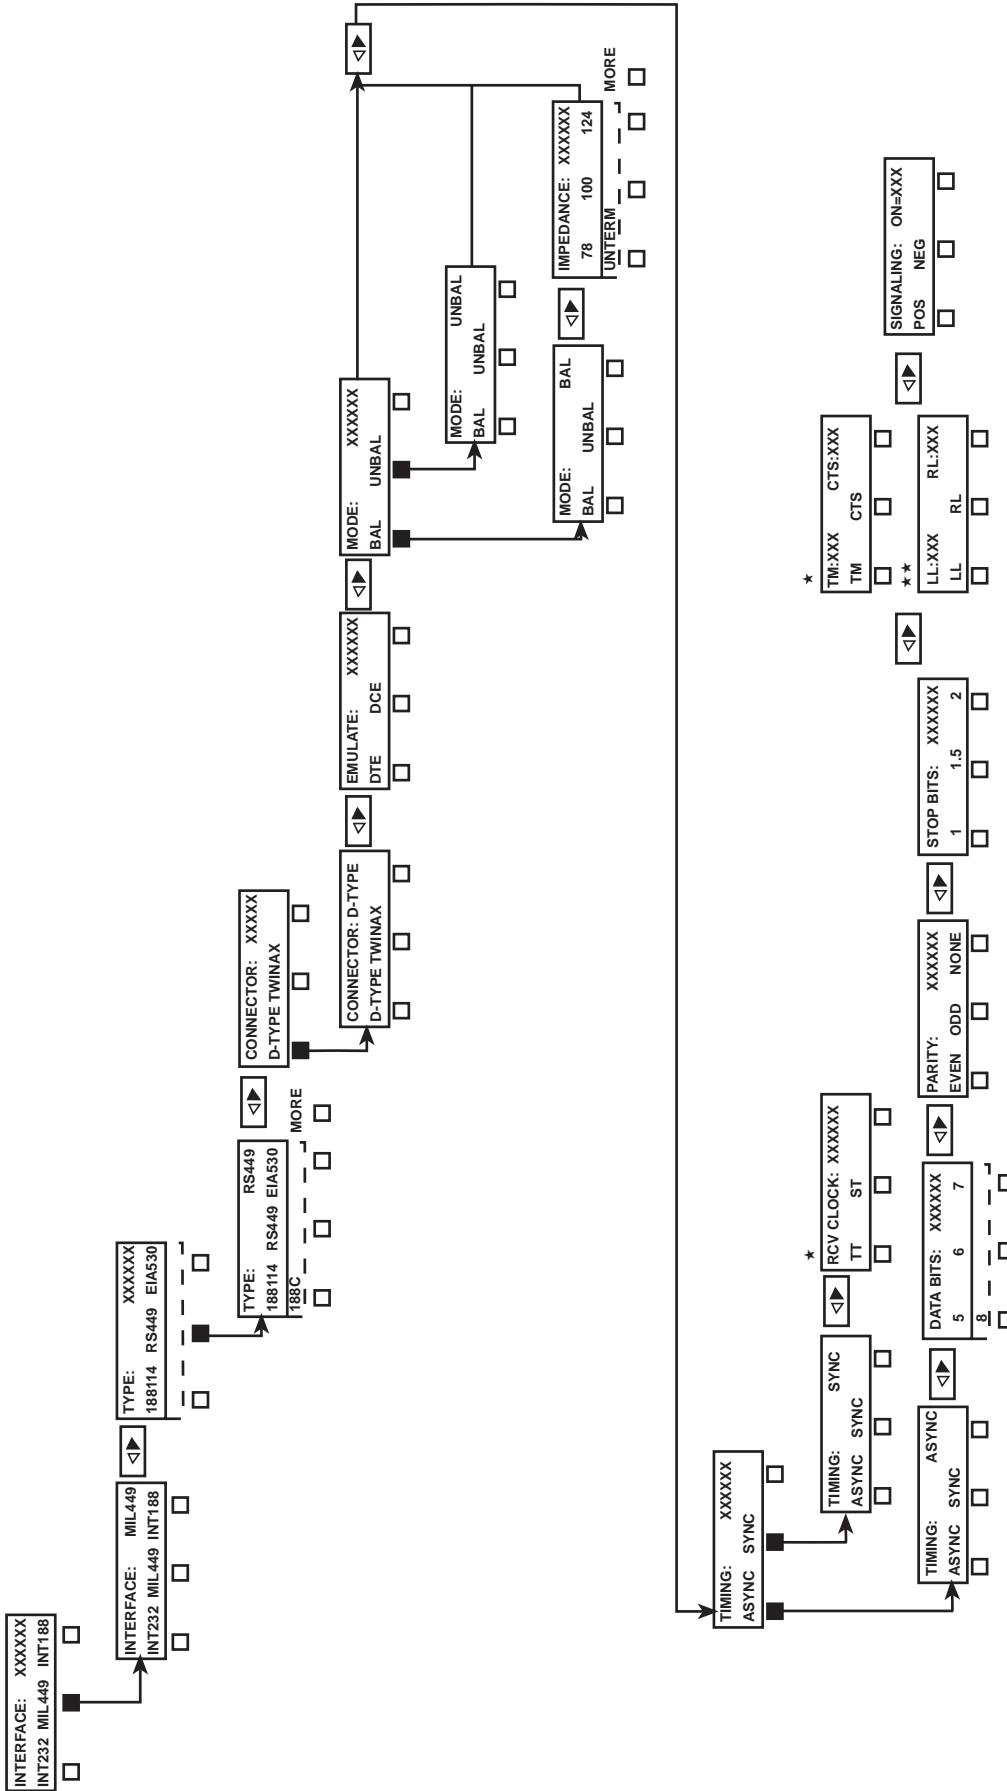 INTERFACE: XXXXXX
INT232 MIL449 INT188
INTERFACE: MIL449
INT232 MIL449 INT188
TYPE: XXXXXX
188114 RS449 EIA530
TYPE: RS449
188114 RS449 EIA530
188C
MORE
CONNECTOR: XXXXX
D-TYPE TWINAX
CONNECTOR: D-TYPE
D-TYPE TWINAX
EMULATE: XXXXXX
DTE DCE
MODE: XXXXXX
BAL UNBAL
MODE: UNBAL
BAL UNBAL
MODE: BAL
BAL UNBAL
IMPEDANCE: XXXXXX
78 100 124
UNTERM
MORE
TIMING: XXXXXX
ASYNC SYNC
TIMING: SYNC
ASYNC SYNC
★
RCV CLOCK: XXXXXX
TT ST
TIMING: ASYNC
ASYNC SYNC
DATA BITS: XXXXXX
5 6 7
8
PARITY: XXXXXX
EVEN ODD NONE
STOP BITS: XXXXXX
1 1.5 2
★
TM:XXX CTS:XXX
TM CTS
★★
LL:XXX RL:XXX
LL RL
SIGNALING: ON=XXX
POS NEG